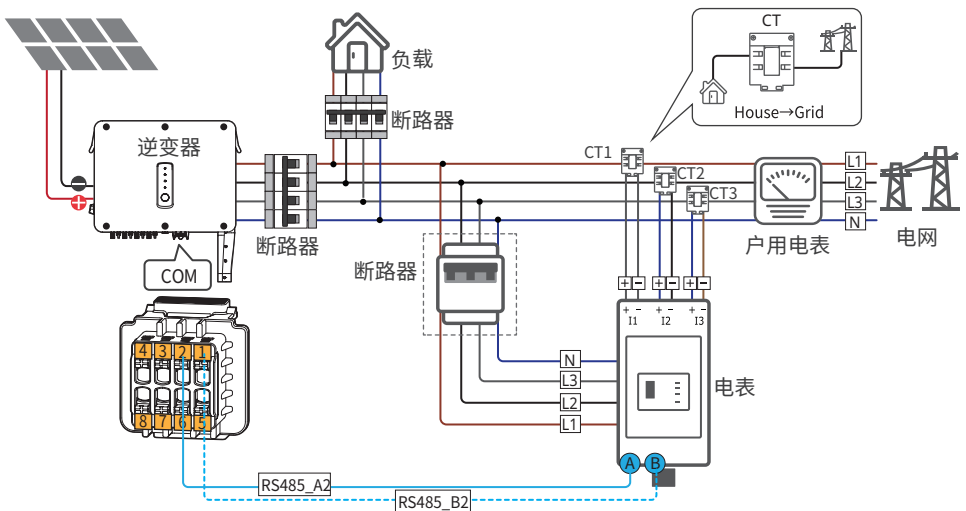 CT
House→Grid
负载
断路器
逆变器
断路器
COM
CT1
CT2
CT3
L1
L2
L3
N
户用电表
电网
断路器
+ - + - + -
+ - + - + -
I1 I2 I3
电表
N
L3
L2
L1
4 3 2 1
8 7 6 5
A B
RS485_A2
RS485_B2